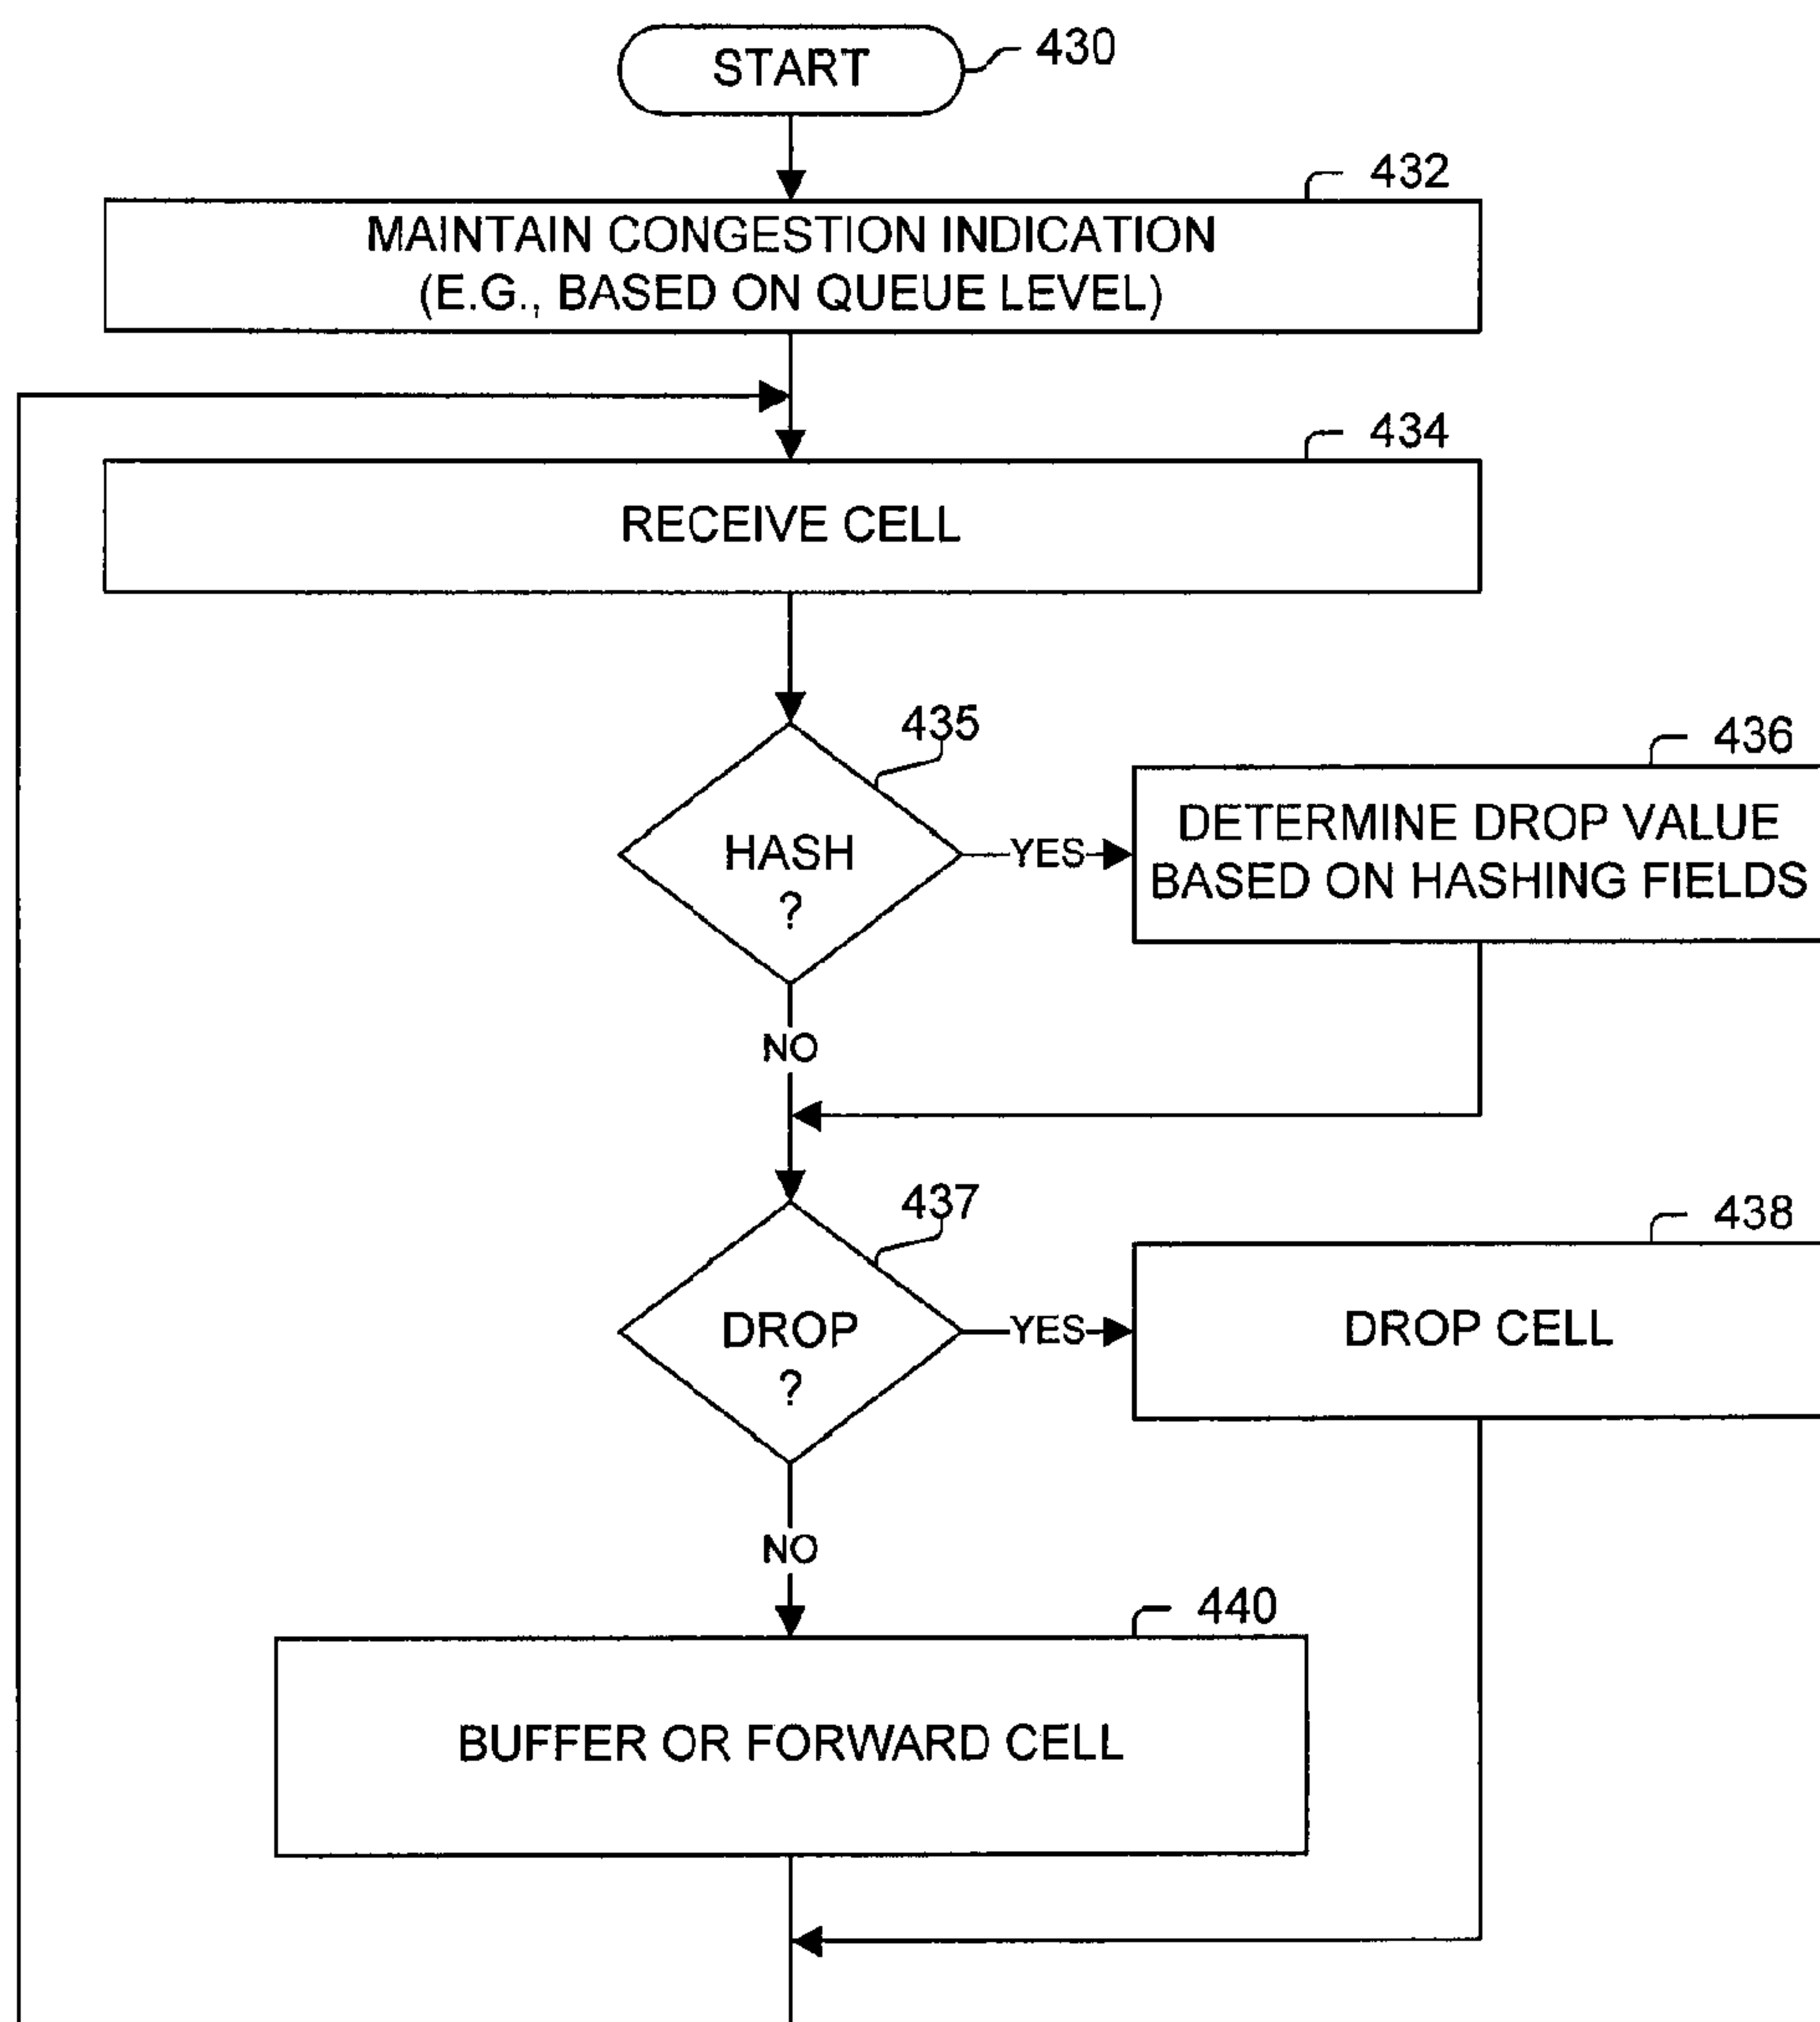 START
430
432
MAINTAIN CONGESTION INDICATION
(E.G., BASED ON QUEUE LEVEL)
434
RECEIVE CELL
435
HASH
?
YES
436
DETERMINE DROP VALUE
BASED ON HASHING FIELDS
NO
437
DROP
?
YES
438
DROP CELL
NO
440
BUFFER OR FORWARD CELL